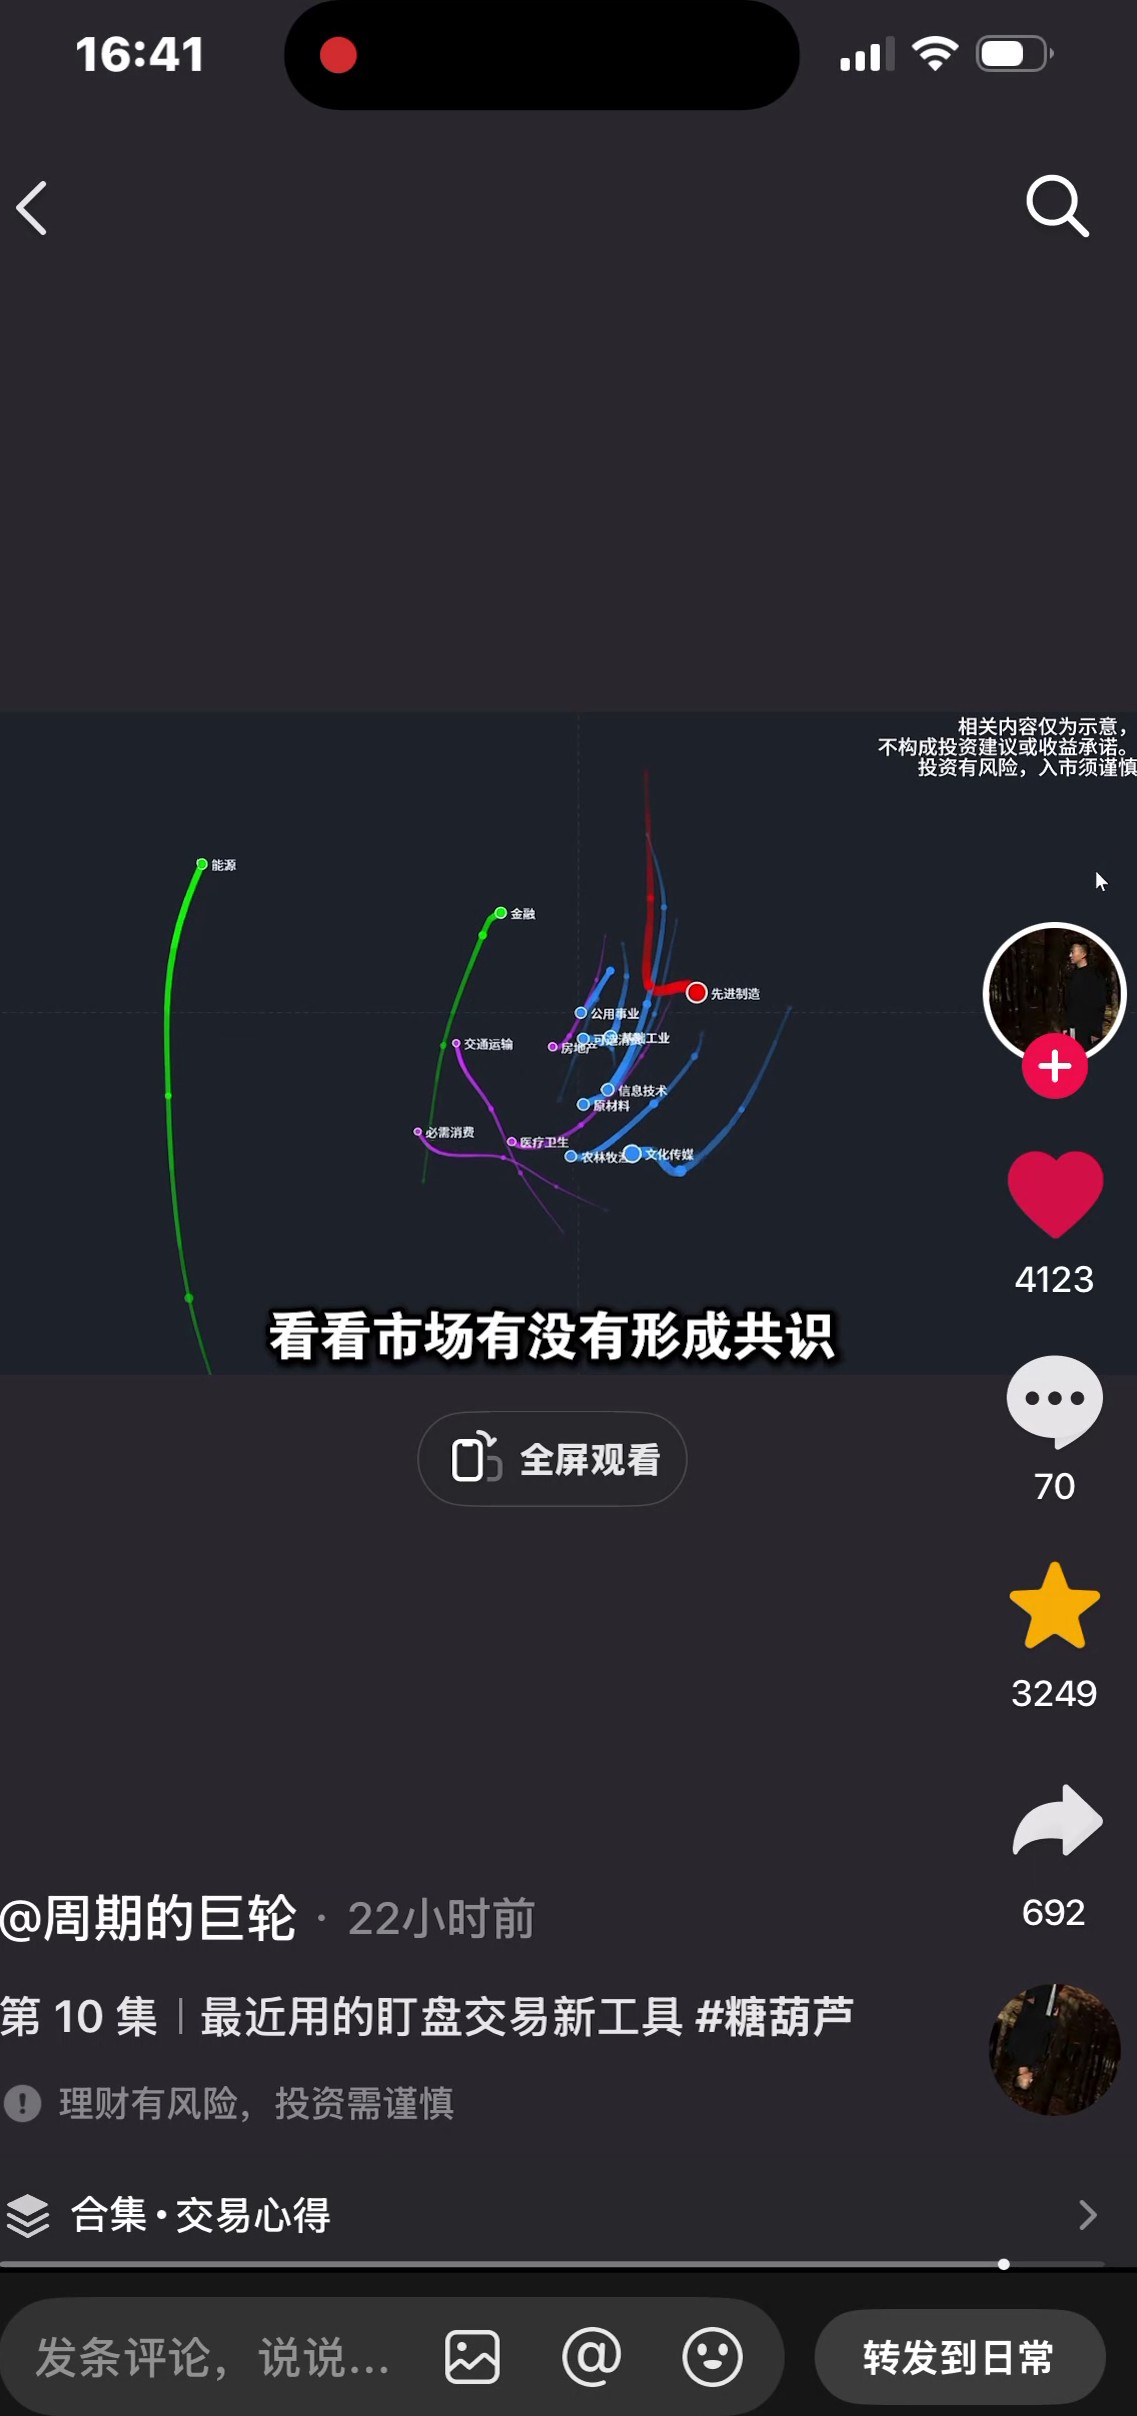 16:41
相关内容仅为示意，
不构成投资建议或收益承诺。
投资有风险，入市须谨慎
能源
金融
先进制造
公用事业
交通运输
房地产
工业
信息技术
原材料
必需消费
医疗卫生
农林牧渔
文化传媒
看看市场有没有形成共识
全屏观看
4123
70
3249
692
@周期的巨轮 · 22小时前
第 10 集 | 最近用的盯盘交易新工具 #糖葫芦
理财有风险，投资需谨慎
合集 · 交易心得
发条评论，说说...
转发到日常